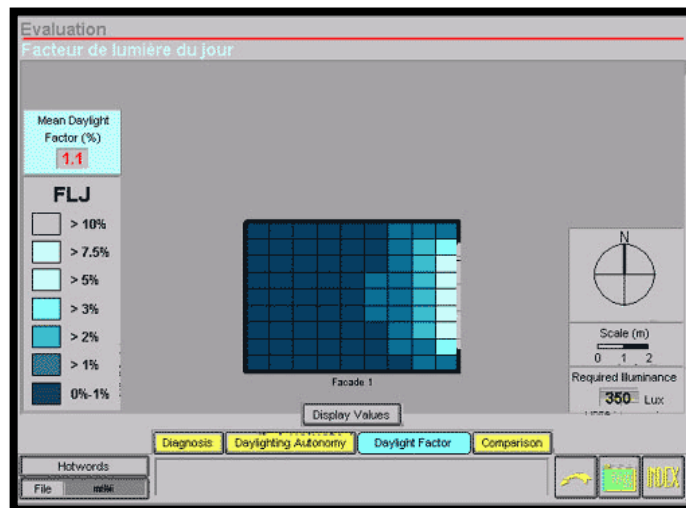 Evaluation
Facteur de lumière du jour
Mean Daylight
Factor (%)
1.1
FLJ
> 10%
> 7.5%
> 5%
> 3%
> 2%
> 1%
0%-1%
N
Scale (m)
0 1 2
Required Illuminance
350 Lux
Facade 1
Display Values
Diagnosis
Daylighting Autonomy
Daylight Factor
Comparison
Hotwords
File
INDEX